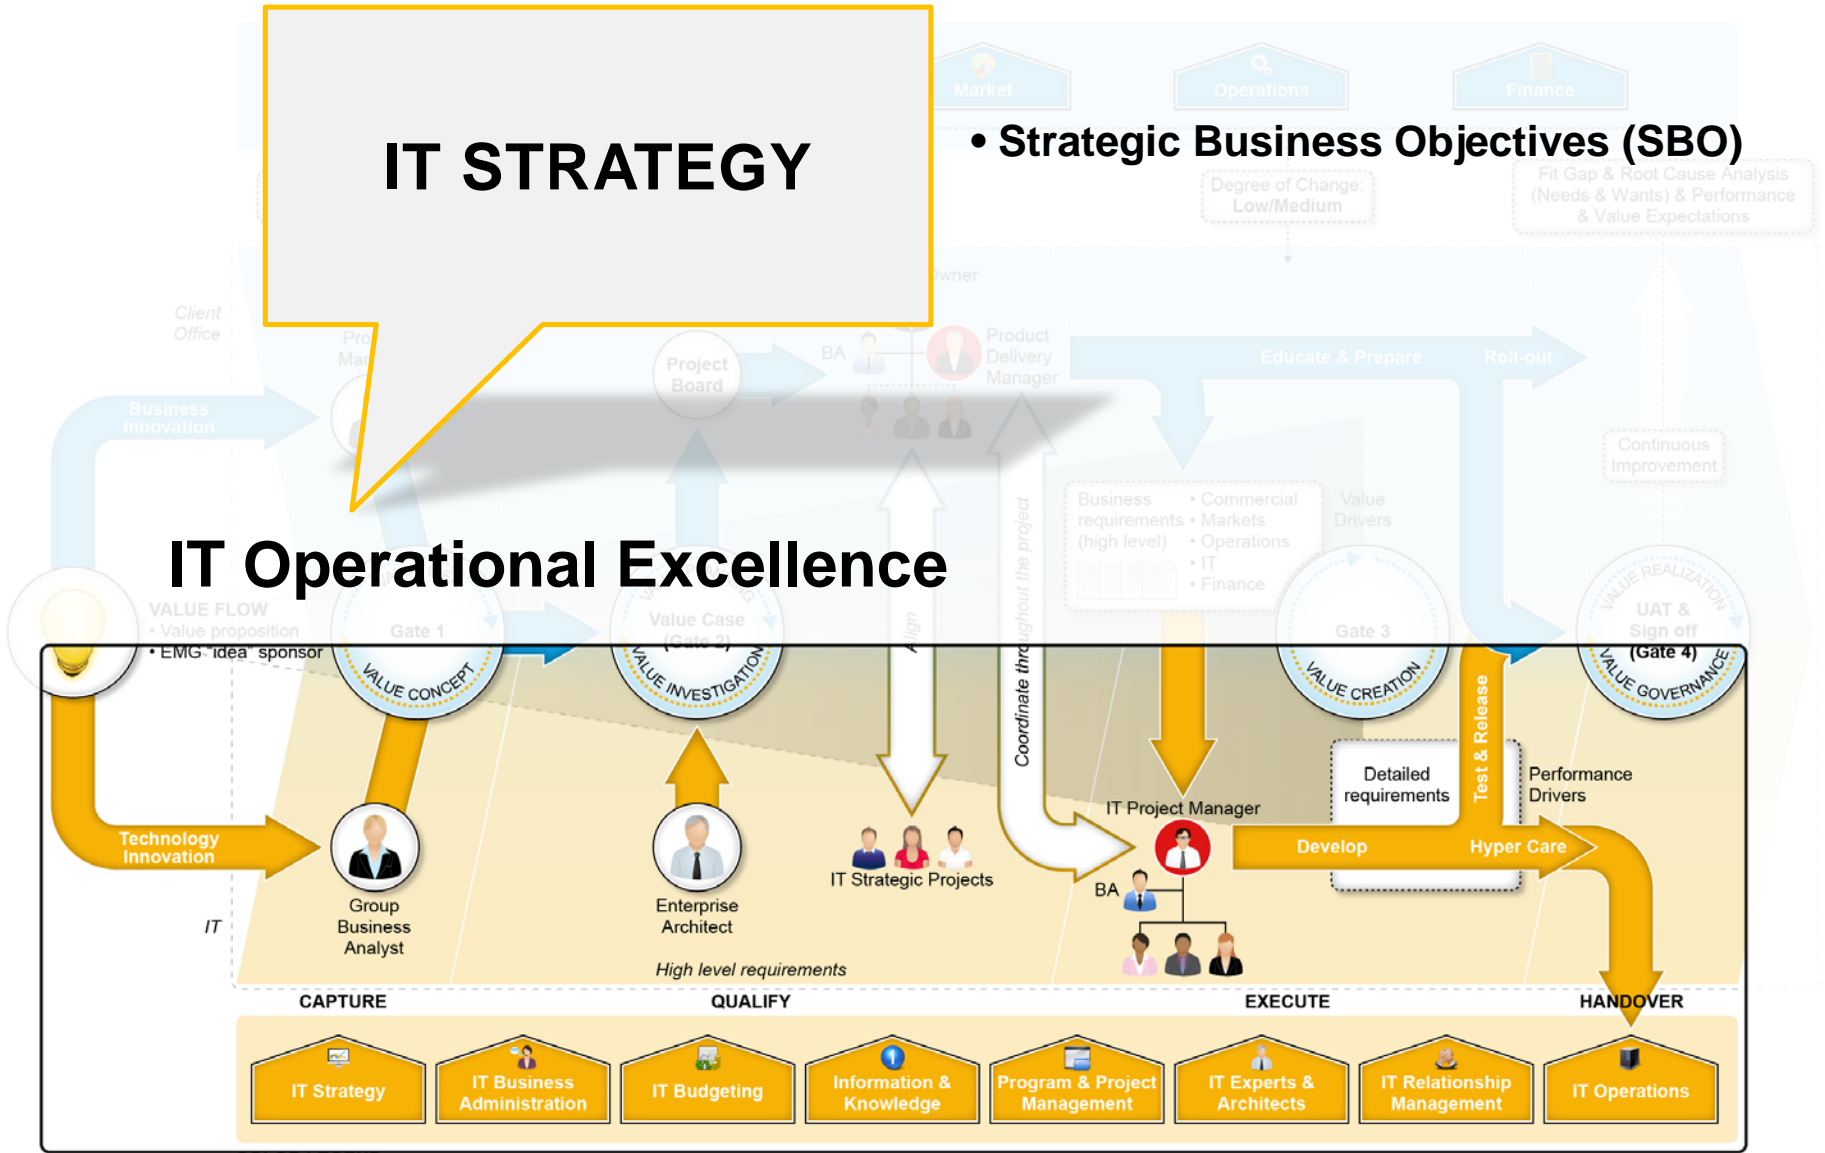 Market
Operations
Finance
IT STRATEGY
• Strategic Business Objectives (SBO)
Degree of Change:
Low/Medium
Fit Gap & Root Cause Analysis
(Needs & Wants) & Performance
& Value Expectations
Owner
Client
Office
BA
Product
Delivery
Manager
Project
Board
Educate & Prepare
Roll-out
Business
Innovation
Continuous
Improvement
Business
requirements
(high level)
• Commercial
• Markets
• Operations
• IT
• Finance
Value
Drivers
IT Operational Excellence
VALUE FLOW
• Value proposition
• EMG "idea" sponsor
Gate 1
VALUE CONCEPT
Value Case
(Gate 2)
VALUE INVESTIGATION
Align
Coordinate throughout the project
Gate 3
VALUE CREATION
VALUE REALIZATION
UAT &
Sign off
(Gate 4)
VALUE GOVERNANCE
Test & Release
Detailed
requirements
Performance
Drivers
IT Project Manager
Technology
Innovation
Develop
Hyper Care
IT Strategic Projects
BA
Group
Business
Analyst
Enterprise
Architect
IT
High level requirements
CAPTURE
QUALIFY
EXECUTE
HANDOVER
IT Strategy
IT Business
Administration
IT Budgeting
Information &
Knowledge
Program & Project
Management
IT Experts &
Architects
IT Relationship
Management
IT Operations